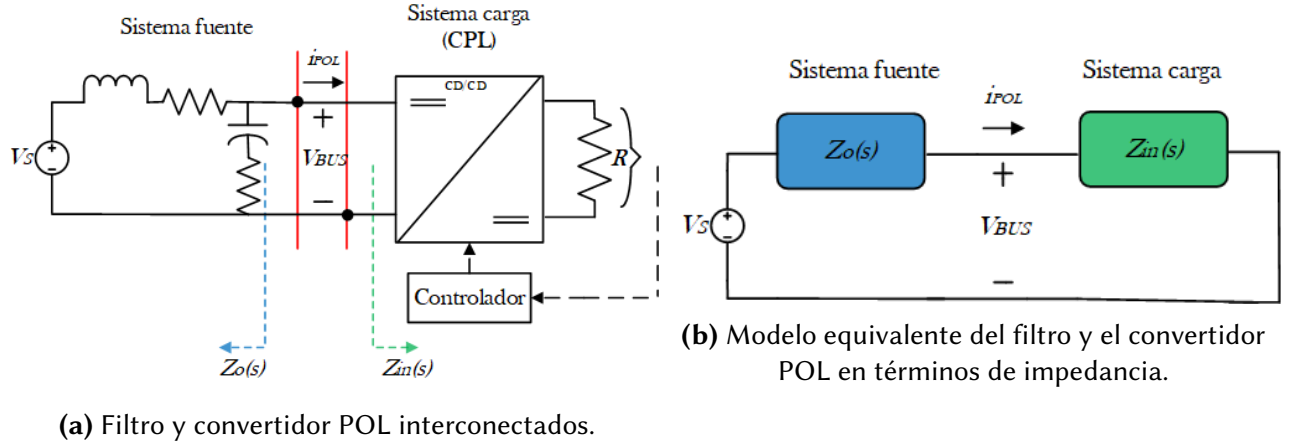 Sistema fuente
Sistema carga
(CPL)
iPOL
CD/CD
VS
+
VBUS
−
R
Controlador
Zo(s)
Zin(s)
(a) Filtro y convertidor POL interconectados.
Sistema fuente
Sistema carga
iPOL
Zo(s)
Zin(s)
+
VS
VBUS
−
(b) Modelo equivalente del filtro y el convertidor
POL en términos de impedancia.